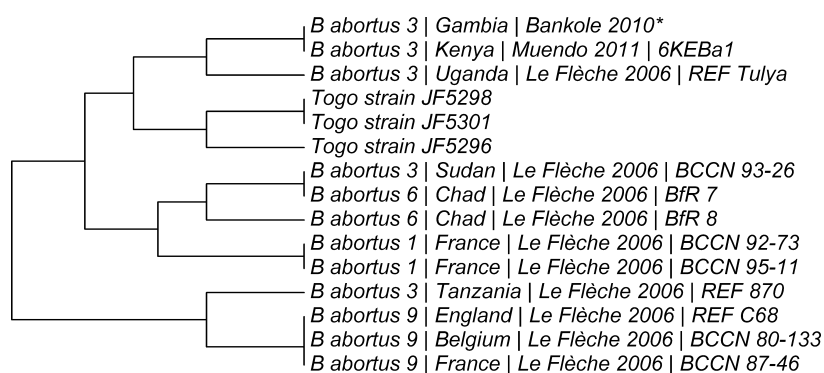 B abortus 3 | Gambia | Bankole 2010*
B abortus 3 | Kenya | Muendo 2011 | 6KEBa1
B abortus 3 | Uganda | Le Flèche 2006 | REF Tulya
Togo strain JF5298
Togo strain JF5301
Togo strain JF5296
B abortus 3 | Sudan | Le Flèche 2006 | BCCN 93-26
B abortus 6 | Chad | Le Flèche 2006 | BfR 7
B abortus 6 | Chad | Le Flèche 2006 | BfR 8
B abortus 1 | France | Le Flèche 2006 | BCCN 92-73
B abortus 1 | France | Le Flèche 2006 | BCCN 95-11
B abortus 3 | Tanzania | Le Flèche 2006 | REF 870
B abortus 9 | England | Le Flèche 2006 | REF C68
B abortus 9 | Belgium | Le Flèche 2006 | BCCN 80-133
B abortus 9 | France | Le Flèche 2006 | BCCN 87-46